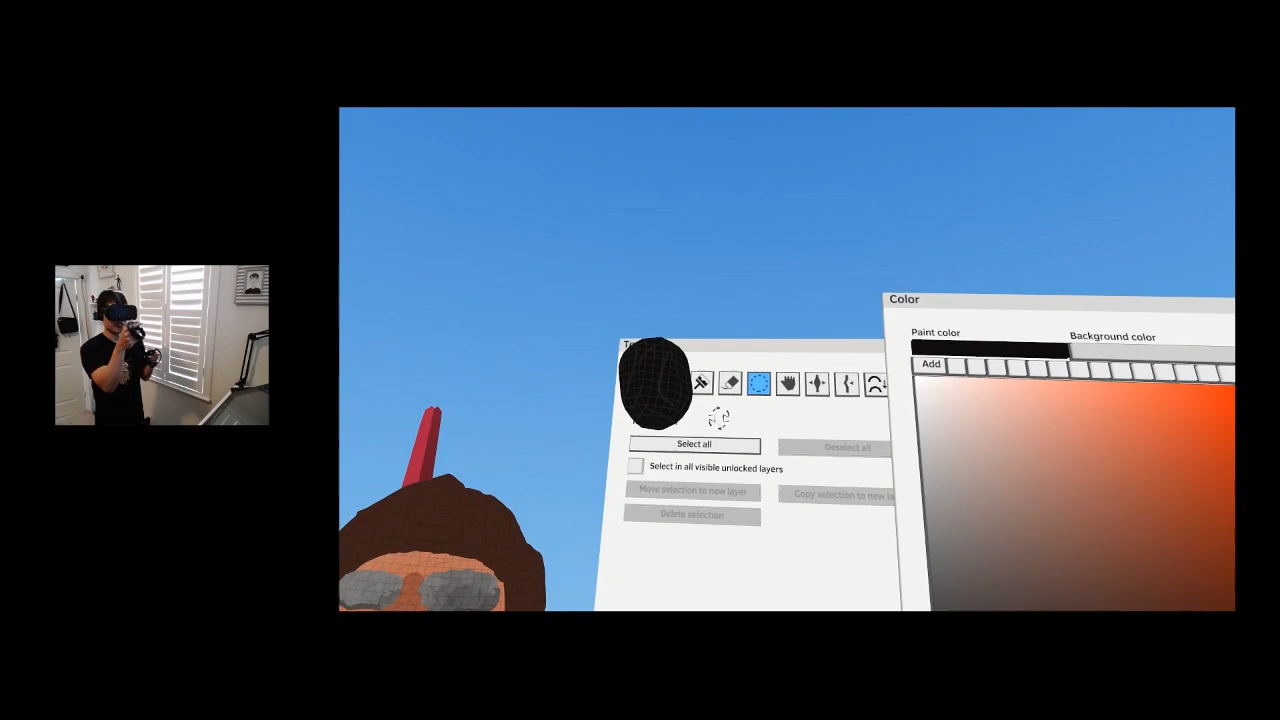 Color
Paint color
Background color
Add
Select all
Deselect all
Select in all visible unlocked layers
Move selection to new layer
Copy selection to new la
Delete selection